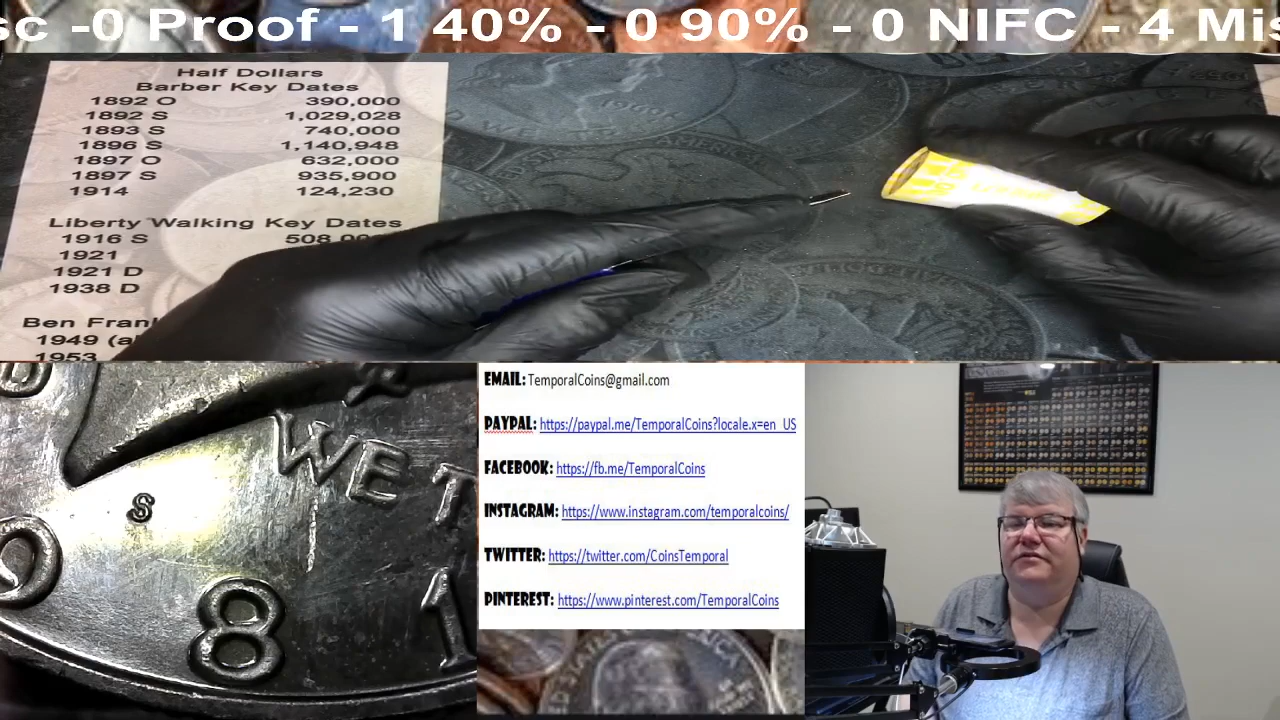 sc -0 Proof - 1 40% - 0 90% - 0 NIFC - 4 Mis
Half Dollars
Barber Key Dates
1892 O 390,000
1892 S 1,029,028
1893 S 740,000
1896 S 1,140,948
1897 O 632,000
1897 S 935,900
1914 124,230
Liberty Walking Key Dates
1916 S 508,00
1921
1921 D
1938 D
Ben Frank
1949 (a
1953
WE T
S
8 1
EMAIL: TemporalCoins@gmail.com
PAYPAL: https://paypal.me/TemporalCoins?locale.x=en_US
FACEBOOK: https://fb.me/TemporalCoins
INSTAGRAM: https://www.instagram.com/temporalcoins/
TWITTER: https://twitter.com/CoinsTemporal
PINTEREST: https://www.pinterest.com/TemporalCoins